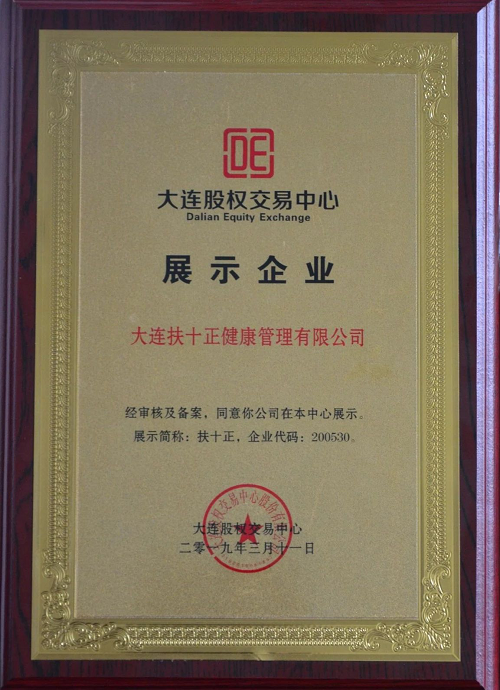 DE
大连股权交易中心
Dalian Equity Exchange
展示企业
大连扶十正健康管理有限公司
经审核及备案，同意你公司在本中心展示。
展示简称：扶十正，企业代码：200530。
大连股权交易中心
二零一九年三月十一日